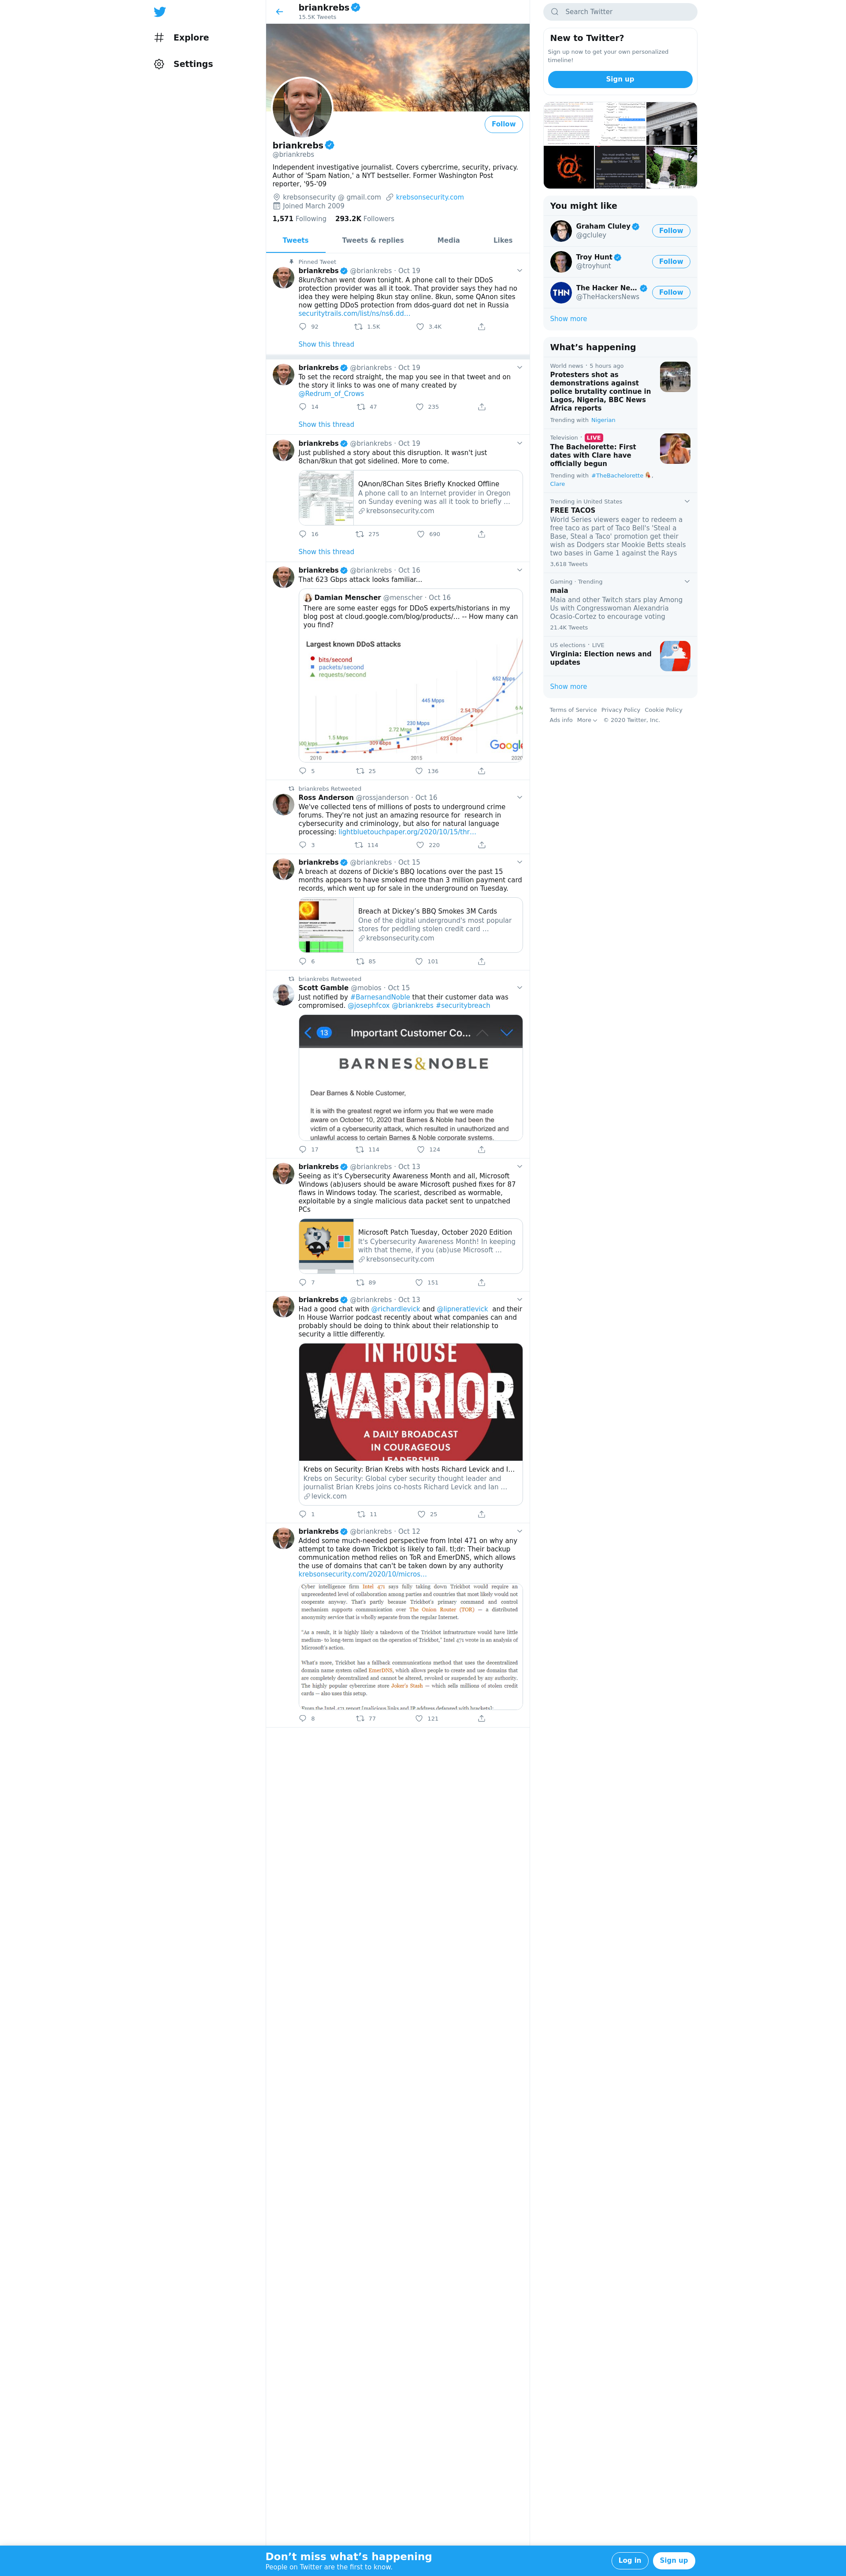 briankrebs
15.5K Tweets
Explore
Settings
Follow
briankrebs
@briankrebs
Independent investigative journalist. Covers cybercrime, security, privacy.
Author of 'Spam Nation,' a NYT bestseller. Former Washington Post
reporter, '95-'09
krebsonsecurity @ gmail.com krebsonsecurity.com
Joined March 2009
1,571 Following 293.2K Followers
Tweets Tweets & replies Media Likes
Pinned Tweet
briankrebs @briankrebs · Oct 19
8kun/8chan went down tonight. A phone call to their DDoS
protection provider was all it took. That provider says they had no
idea they were helping 8kun stay online. 8kun, some QAnon sites
now getting DDoS protection from ddos-guard dot net in Russia
securitytrails.com/list/ns/ns6.dd…
92 1.5K 3.4K
Show this thread
briankrebs @briankrebs · Oct 19
To set the record straight, the map you see in that tweet and on
the story it links to was one of many created by
@Redrum_of_Crows
14 47 235
Show this thread
briankrebs @briankrebs · Oct 19
Just published a story about this disruption. It wasn't just
8chan/8kun that got sidelined. More to come.
QAnon/8Chan Sites Briefly Knocked Offline
A phone call to an Internet provider in Oregon
on Sunday evening was all it took to briefly ...
krebsonsecurity.com
16 275 690
Show this thread
briankrebs @briankrebs · Oct 16
That 623 Gbps attack looks familiar...
Damian Menscher @menscher · Oct 16
There are some easter eggs for DDoS experts/historians in my
blog post at cloud.google.com/blog/products/… -- How many can
you find?
Largest known DDoS attacks
bits/second
packets/second
requests/second
652 Mpps
445 Mpps
2.54 Tbps
230 Mpps
2.72 Mrps
1.5 Mrps
309 Gbps
623 Gbps
Google
2010 2015
5 25 136
briankrebs Retweeted
Ross Anderson @rossjanderson · Oct 16
We've collected tens of millions of posts to underground crime
forums. They're not just an amazing resource for research in
cybersecurity and criminology, but also for natural language
processing: lightbluetouchpaper.org/2020/10/15/thr…
3 114 220
briankrebs @briankrebs · Oct 15
A breach at dozens of Dickie's BBQ locations over the past 15
months appears to have smoked more than 3 million payment card
records, which went up for sale in the underground on Tuesday.
Breach at Dickey's BBQ Smokes 3M Cards
One of the digital underground's most popular
stores for peddling stolen credit card ...
krebsonsecurity.com
6 85 101
briankrebs Retweeted
Scott Gamble @mobios · Oct 15
Just notified by #BarnesandNoble that their customer data was
compromised. @josephfcox @briankrebs #securitybreach
13 Important Customer Co...
BARNES&NOBLE
Dear Barnes & Noble Customer,
It is with the greatest regret we inform you that we were made
aware on October 10, 2020 that Barnes & Noble had been the
victim of a cybersecurity attack, which resulted in unauthorized and
unlawful access to certain Barnes & Noble corporate systems.
17 114 124
briankrebs @briankrebs · Oct 13
Seeing as it's Cybersecurity Awareness Month and all, Microsoft
Windows (ab)users should be aware Microsoft pushed fixes for 87
flaws in Windows today. The scariest, described as wormable,
exploitable by a single malicious data packet sent to unpatched
PCs
Microsoft Patch Tuesday, October 2020 Edition
It's Cybersecurity Awareness Month! In keeping
with that theme, if you (ab)use Microsoft ...
krebsonsecurity.com
7 89 151
briankrebs @briankrebs · Oct 13
Had a good chat with @richardlevick and @lipneratlevick and their
In House Warrior podcast recently about what companies can and
probably should be doing to think about their relationship to
security a little differently.
IN HOUSE
WARRIOR
A DAILY BROADCAST
IN COURAGEOUS
LEADERSHIP
Krebs on Security: Brian Krebs with hosts Richard Levick and I...
Krebs on Security: Global cyber security thought leader and
journalist Brian Krebs joins co-hosts Richard Levick and Ian ...
levick.com
1 11 25
briankrebs @briankrebs · Oct 12
Added some much-needed perspective from Intel 471 on why any
attempt to take down Trickbot is likely to fail. tl;dr: Their backup
communication method relies on ToR and EmerDNS, which allows
the use of domains that can't be taken down by any authority
krebsonsecurity.com/2020/10/micros…
Cyber intelligence firm Intel 471 says fully taking down Trickbot would require an
unprecedented level of collaboration among parties and countries that most likely would not
cooperate anyway. That's partly because Trickbot's primary command and control
mechanism supports communication over The Onion Router (TOR) — a distributed
anonymity service that is wholly separate from the regular Internet.
"As a result, it is highly likely a takedown of the Trickbot infrastructure would have little
medium- to long-term impact on the operation of Trickbot," Intel 471 wrote in an analysis of
Microsoft's action.
What's more, Trickbot has a fallback communications method that uses the decentralized
domain name system called EmerDNS, which allows people to create and use domains that
are completely decentralized and cannot be altered, revoked or suspended by any authority.
The highly popular cybercrime store Joker's Stash — which sells millions of stolen credit
cards — also uses this setup.
From the Intel 471 report [malicious links and IP address defanged with brackets]:
8 77 121
Search Twitter
New to Twitter?
Sign up now to get your own personalized
timeline!
Sign up
You might like
Graham Cluley
@gcluley
Follow
Troy Hunt
@troyhunt
Follow
THN
The Hacker Ne...
@TheHackersNews
Follow
Show more
What's happening
World news · 5 hours ago
Protesters shot as
demonstrations against
police brutality continue in
Lagos, Nigeria, BBC News
Africa reports
Trending with Nigerian
Television · LIVE
The Bachelorette: First
dates with Clare have
officially begun
Trending with #TheBachelorette ,
Clare
Trending in United States
FREE TACOS
World Series viewers eager to redeem a
free taco as part of Taco Bell's 'Steal a
Base, Steal a Taco' promotion get their
wish as Dodgers star Mookie Betts steals
two bases in Game 1 against the Rays
3,618 Tweets
Gaming · Trending
maia
Maia and other Twitch stars play Among
Us with Congresswoman Alexandria
Ocasio-Cortez to encourage voting
21.4K Tweets
US elections · LIVE
Virginia: Election news and
updates
Show more
Terms of Service Privacy Policy Cookie Policy
Ads info More © 2020 Twitter, Inc.
Don't miss what's happening
People on Twitter are the first to know.
Log in Sign up